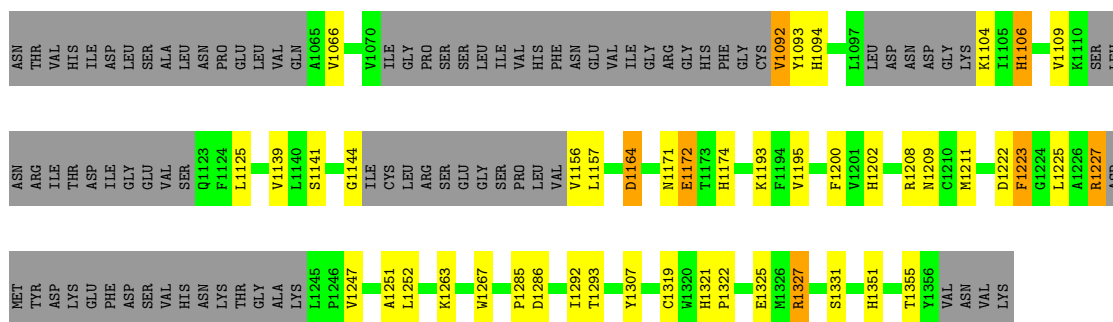 ASN THR VAL HIS ILE ASP LEU SER ALA LEU ASN PRO GLU LEU VAL GLN A1065 V1066 V1070 ILE GLY PRO SER SER LEU ILE VAL HIS PHE ASN GLU VAL ILE GLY ARG GLY HIS PHE GLY CYS V1092 Y1093 H1094 L1097 LEU ASP ASN ASP GLY LYS K1104 I1105 H1106 V1109 K1110 SER LEU
ASN ARG ILE THR ASP ILE GLY GLU VAL SER Q1123 F1124 L1125 V1139 L1140 S1141 G1144 ILE CYS LEU ARG SER GLU GLY SER PRO LEU VAL V1156 L1157 D1164 N1171 E1172 T1173 H1174 K1193 F1194 V1195 F1200 V1201 H1202 R1208 N1209 C1210 M1211 D1222 F1223 G1224 L1225 A1226 R1227 ASP
MET TYR ASP LYS GLU PHE ASP SER VAL HIS ASN LYS THR GLY ALA LYS L1245 P1246 V1247 A1251 L1252 K1263 W1267 P1285 D1286 I1292 T1293 Y1307 C1319 W1320 H1321 P1322 E1325 M1326 R1327 S1331 H1351 T1355 Y1356 VAL ASN VAL LYS